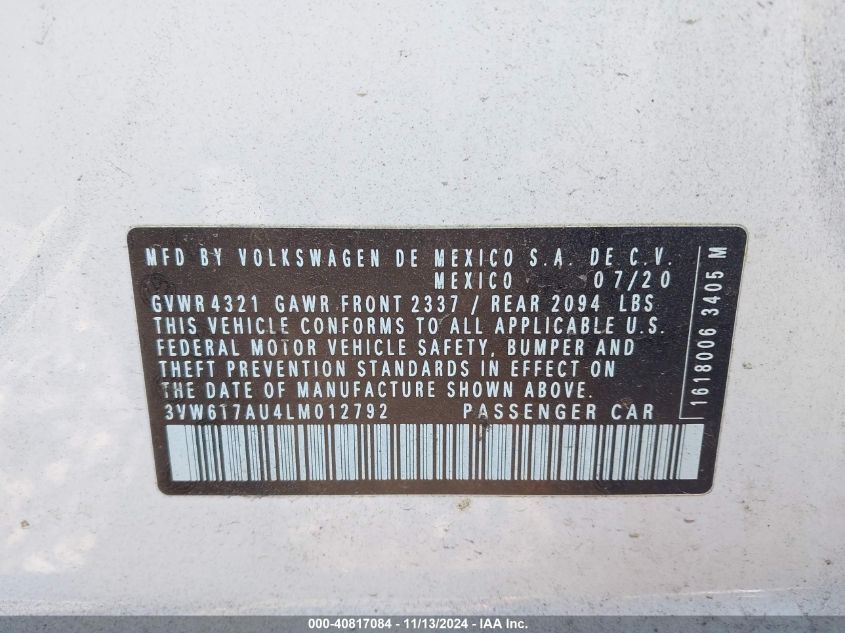 MFD BY VOLKSWAGEN DE MEXICO S.A. DE C.V.
MEXICO 07/20
GVWR 4321 GAWR FRONT 2337 / REAR 2094 LBS
THIS VEHICLE CONFORMS TO ALL APPLICABLE U.S.
FEDERAL MOTOR VEHICLE SAFETY, BUMPER AND
THEFT PREVENTION STANDARDS IN EFFECT ON
THE DATE OF MANUFACTURE SHOWN ABOVE.
3VW6T7AU4LM012792 PASSENGER CAR
1618006 3405 M
000-40817084 - 11/13/2024 - IAA Inc.